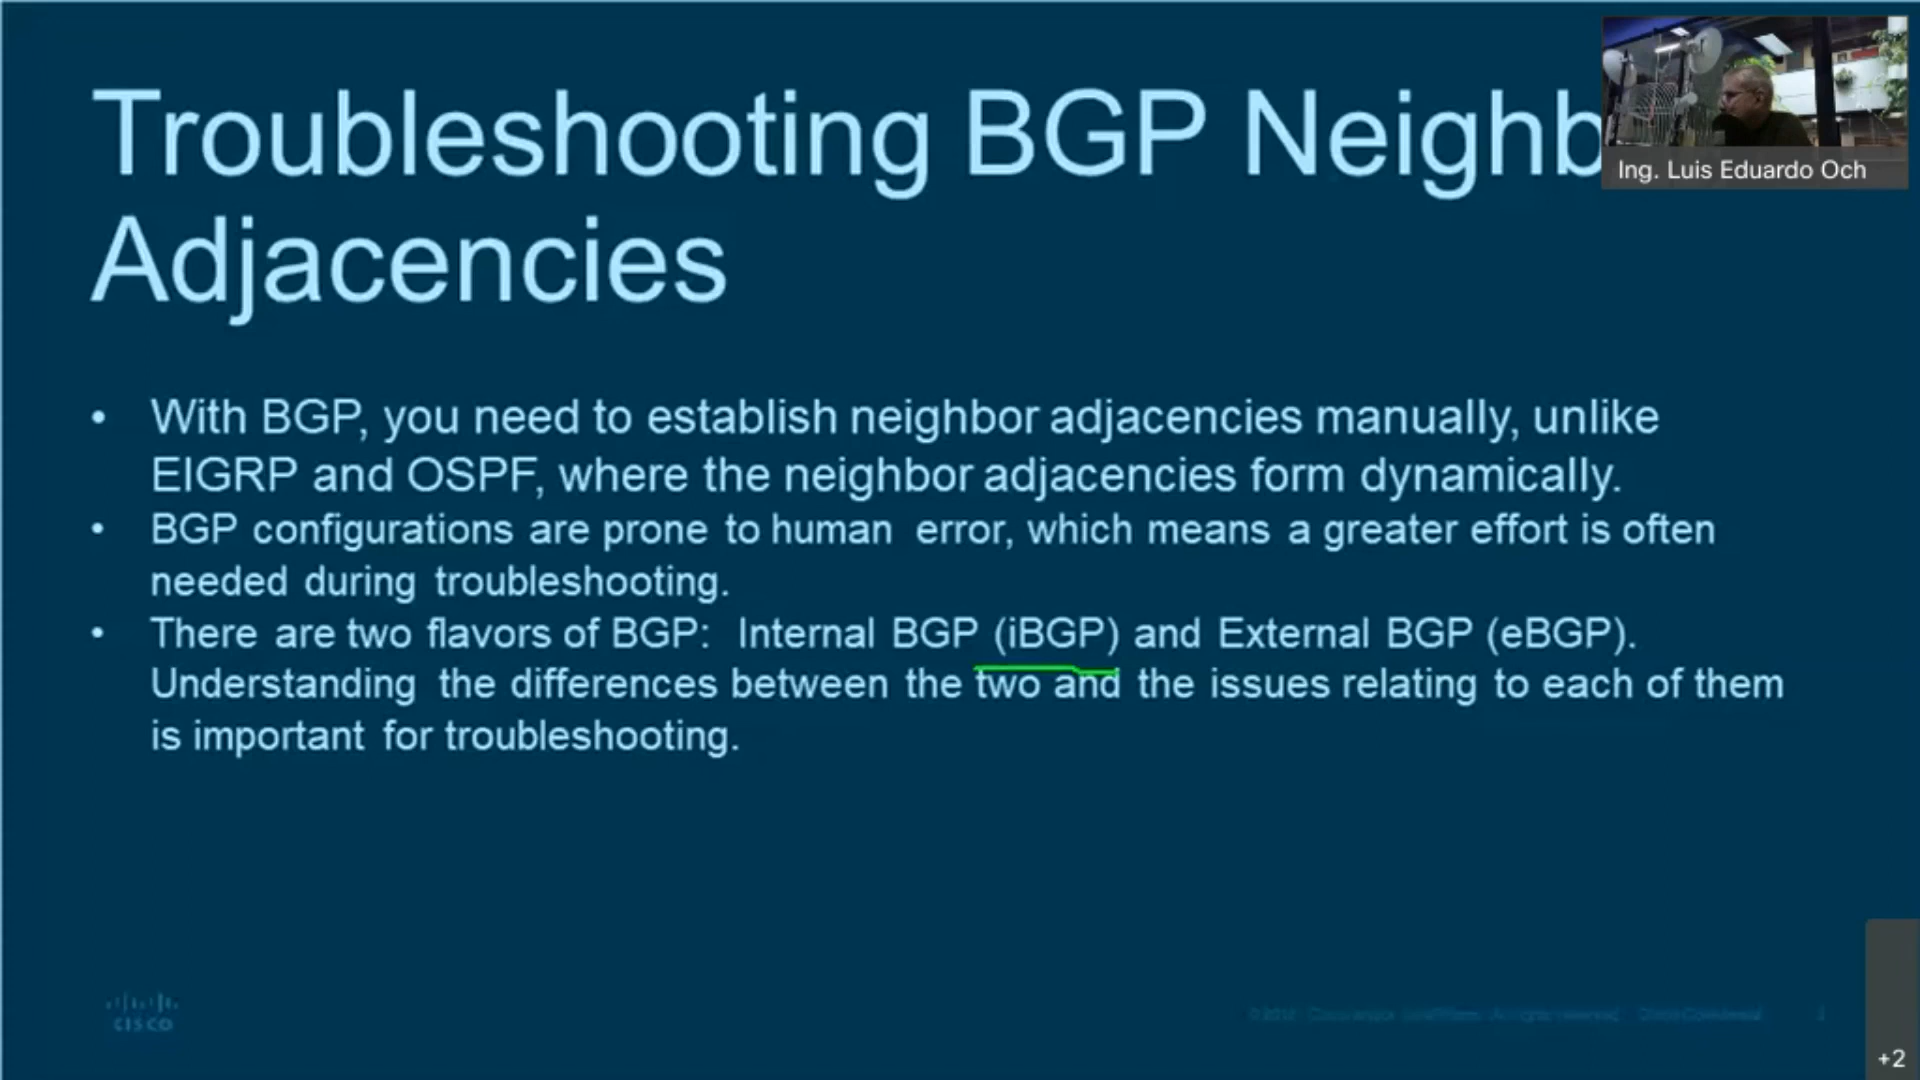 Troubleshooting BGP Neighb
Adjacencies
Ing. Luis Eduardo Och
• With BGP, you need to establish neighbor adjacencies manually, unlike
EIGRP and OSPF, where the neighbor adjacencies form dynamically.
• BGP configurations are prone to human error, which means a greater effort is often
needed during troubleshooting.
• There are two flavors of BGP: Internal BGP (iBGP) and External BGP (eBGP).
Understanding the differences between the two and the issues relating to each of them
is important for troubleshooting.
CISCO
+2